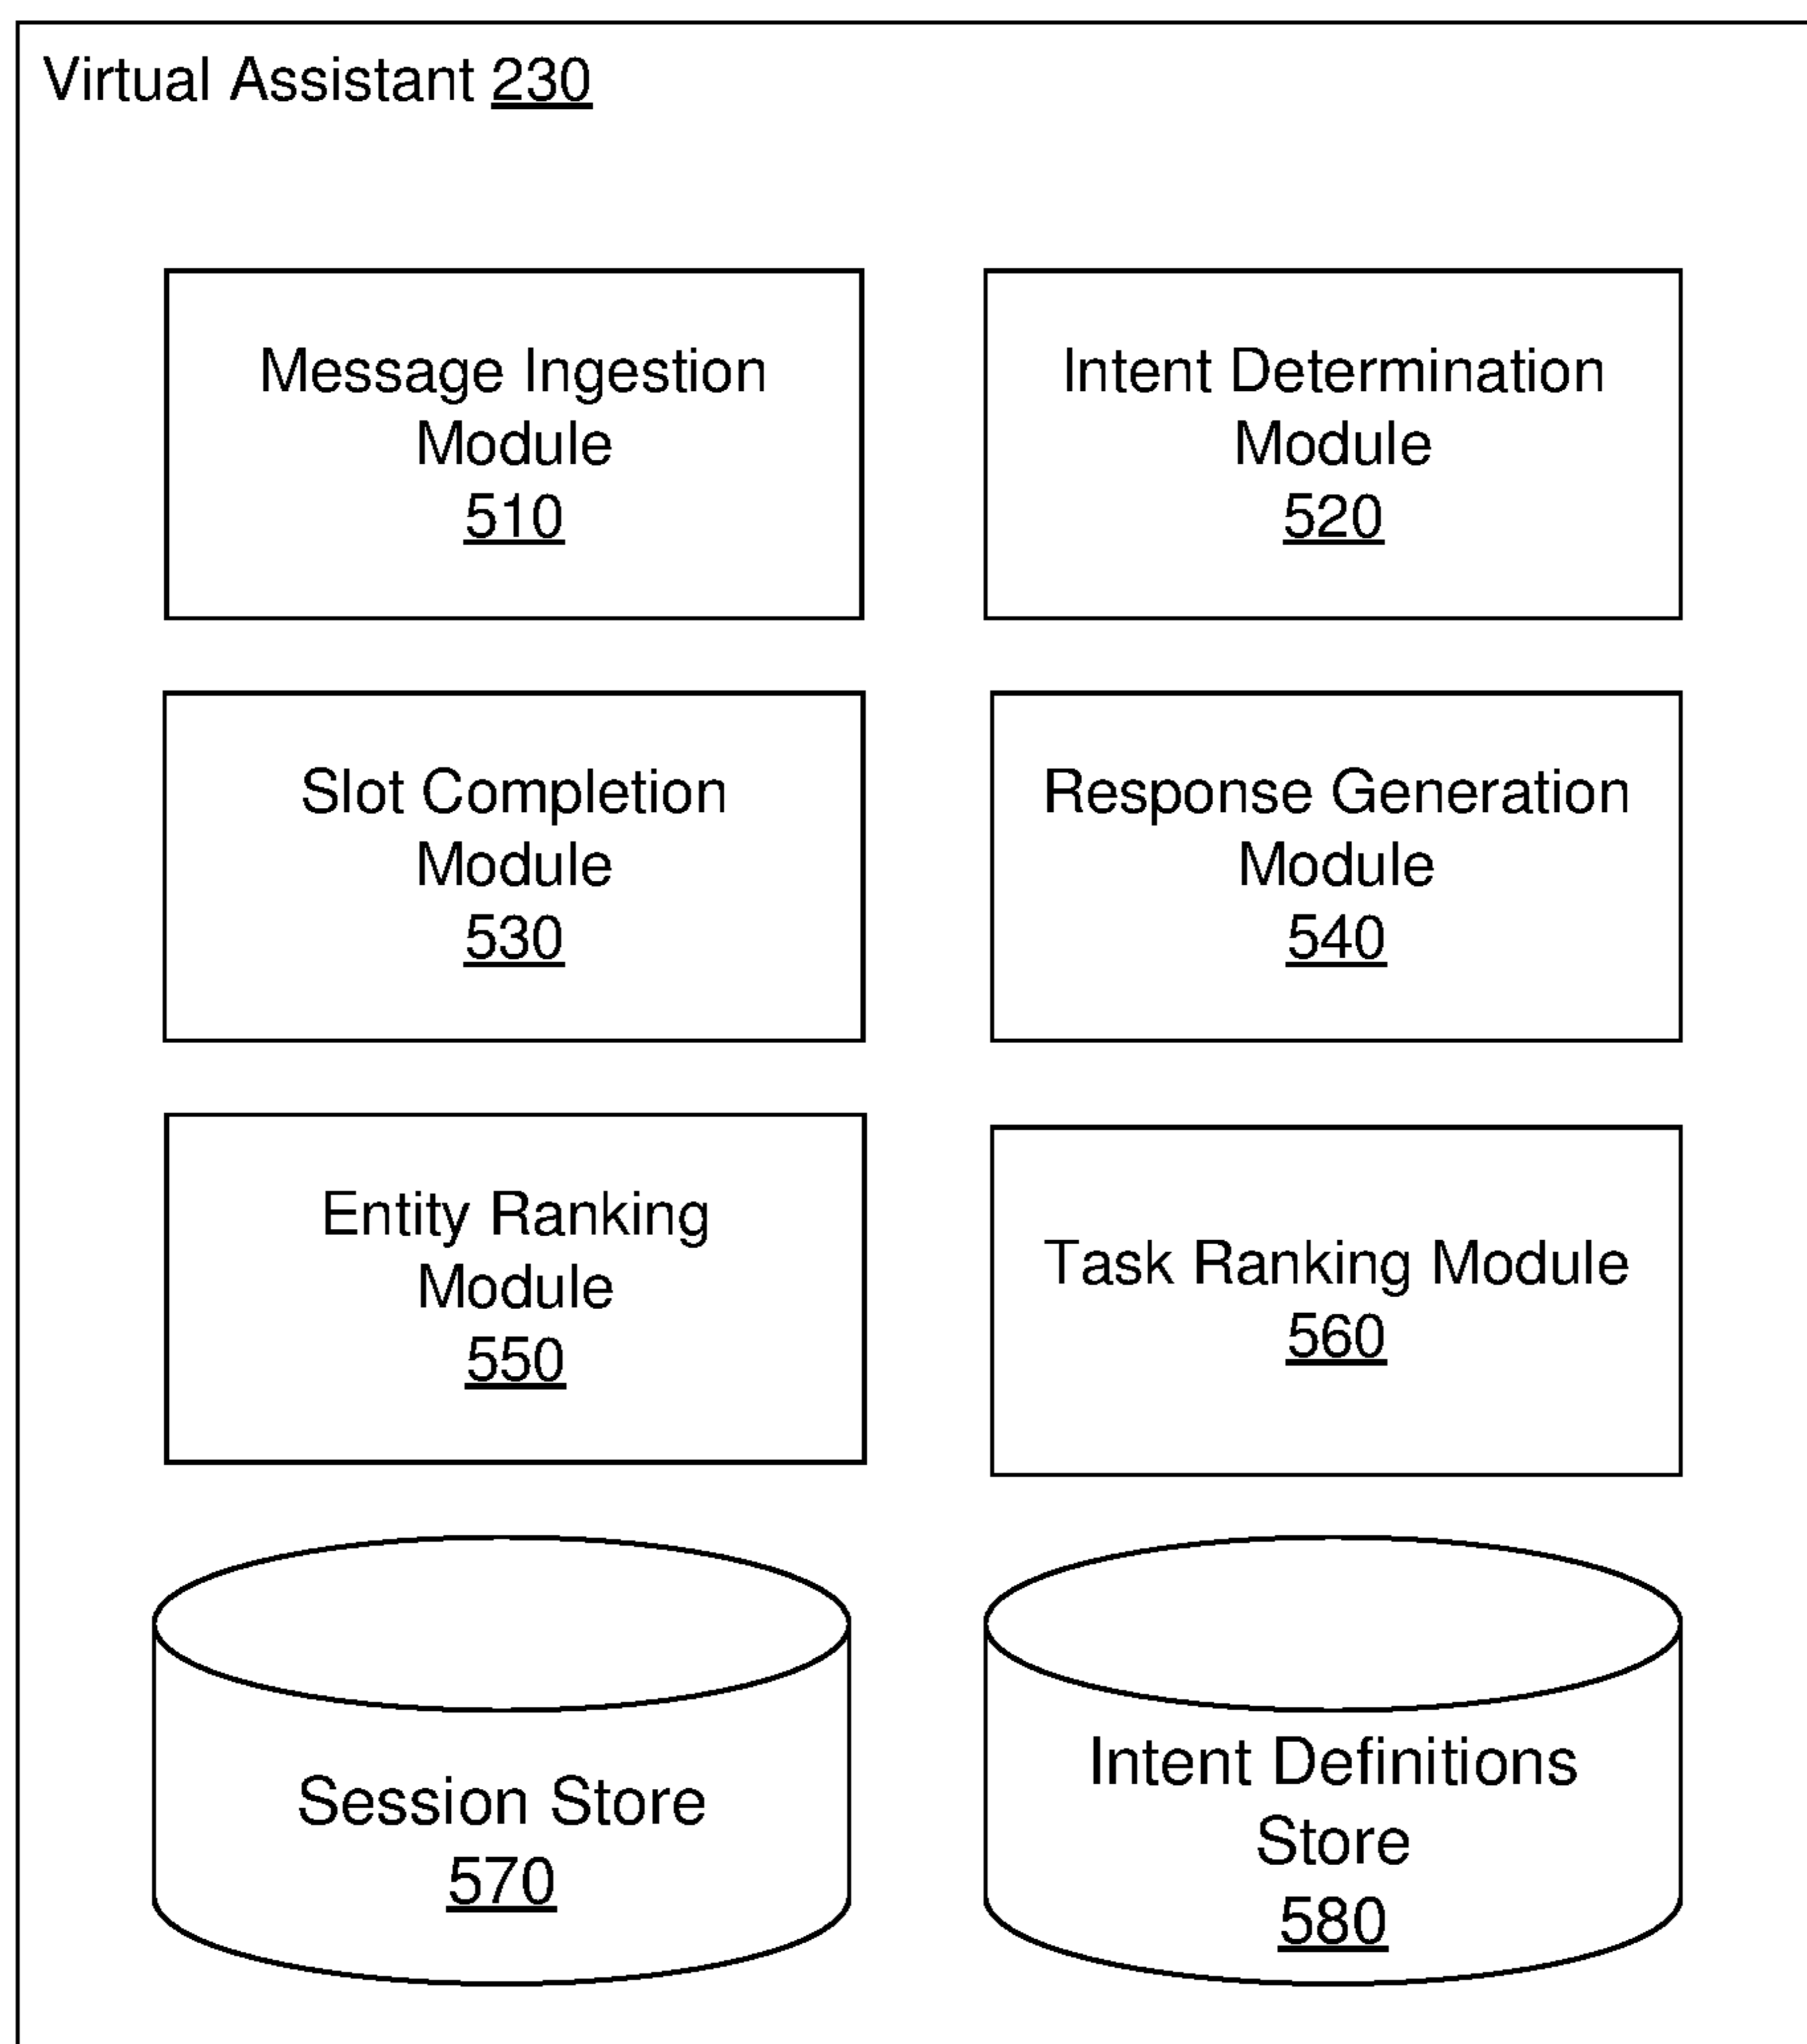 Virtual Assistant 230
Message Ingestion
Module
510
Intent Determination
Module
520
Slot Completion
Module
530
Response Generation
Module
540
Entity Ranking
Module
550
Task Ranking Module
560
Session Store
570
Intent Definitions
Store
580